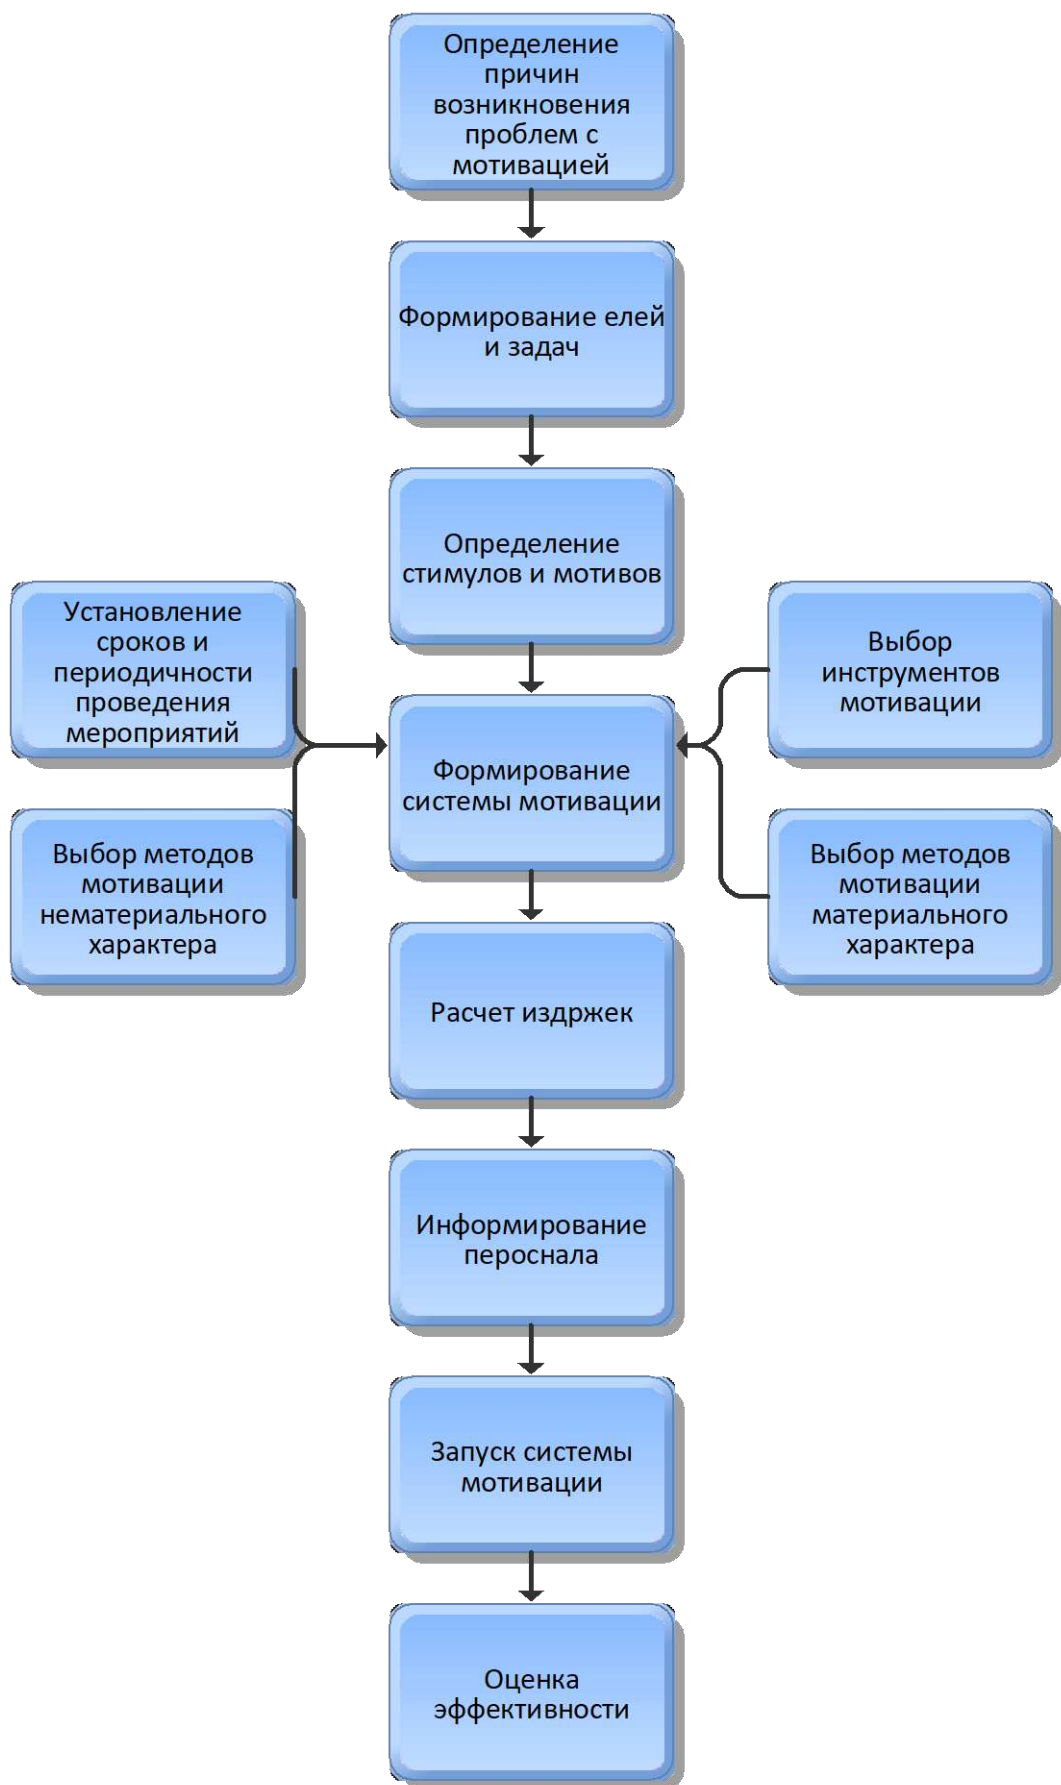 Определение
причин
возникновения
проблем с
мотивацией
Формирование елей
и задач
Определение
стимулов и мотивов
Установление
сроков и
периодичности
проведения
мероприятий
Выбор
инструментов
мотивации
Формирование
системы мотивации
Выбор методов
мотивации
нематериального
характера
Выбор методов
мотивации
материального
характера
Расчет издржек
Информирование
пероснала
Запуск системы
мотивации
Оценка
эффективности